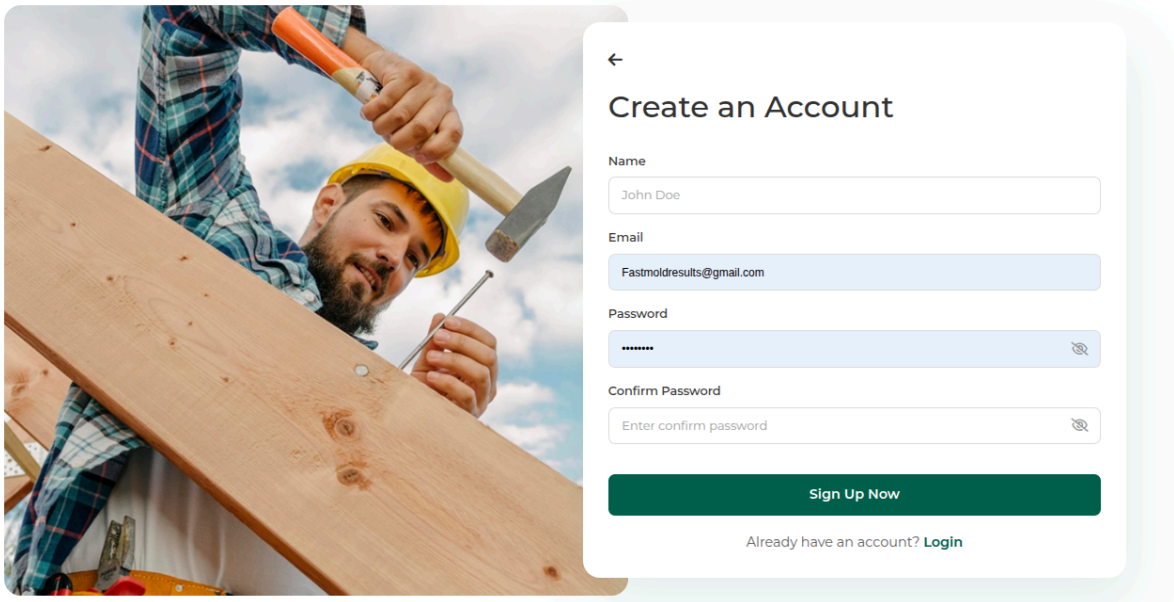 Create an Account
Name
John Doe
Email
Fastmoldresults@gmail.com
Password
••••••••
Confirm Password
Enter confirm password
Sign Up Now
Already have an account? Login